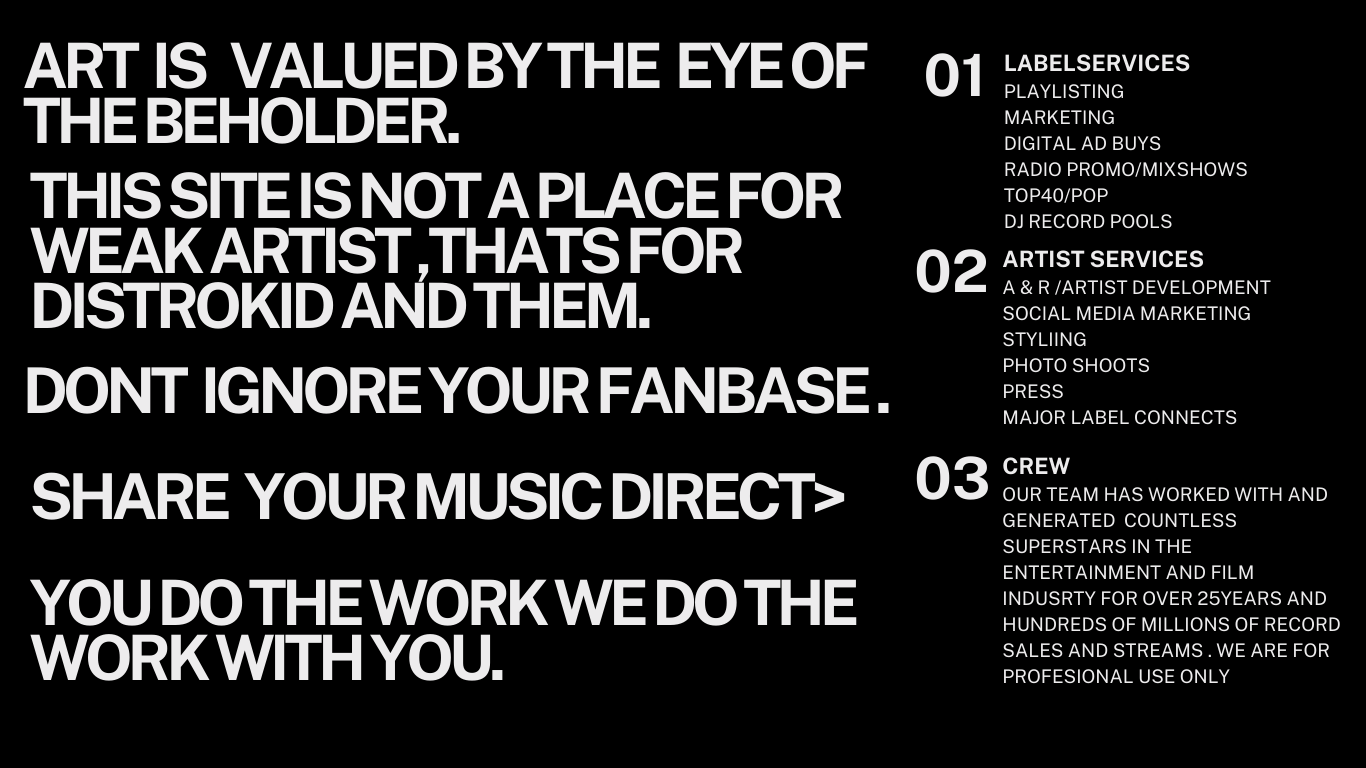 ART IS VALUED BY THE EYE OF
THE BEHOLDER.
THIS SITE IS NOT A PLACE FOR
WEAK ARTIST ,THATS FOR
DISTROKID AND THEM.
DONT IGNORE YOUR FANBASE .
SHARE YOUR MUSIC DIRECT>
YOU DO THE WORK WE DO THE
WORK WITH YOU.
01
LABELSERVICES
PLAYLISTING
MARKETING
DIGITAL AD BUYS
RADIO PROMO/MIXSHOWS
TOP40/POP
DJ RECORD POOLS
02
ARTIST SERVICES
A & R /ARTIST DEVELOPMENT
SOCIAL MEDIA MARKETING
STYLIING
PHOTO SHOOTS
PRESS
MAJOR LABEL CONNECTS
03
CREW
OUR TEAM HAS WORKED WITH AND
GENERATED COUNTLESS
SUPERSTARS IN THE
ENTERTAINMENT AND FILM
INDUSRTY FOR OVER 25YEARS AND
HUNDREDS OF MILLIONS OF RECORD
SALES AND STREAMS . WE ARE FOR
PROFESIONAL USE ONLY